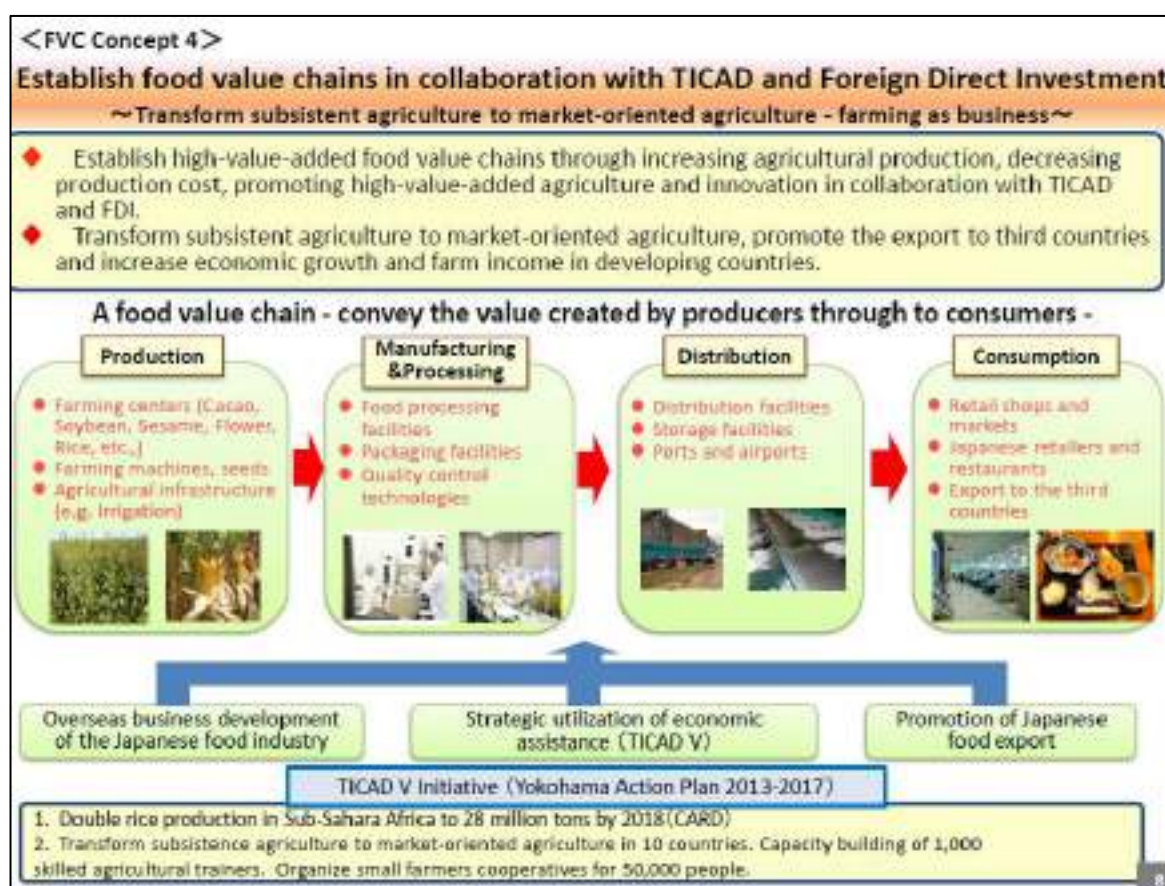 <FVC Concept 4>
Establish food value chains in collaboration with TICAD and Foreign Direct Investment
~Transform subsistent agriculture to market-oriented agriculture - farming as business~
◆ Establish high-value-added food value chains through increasing agricultural production, decreasing
production cost, promoting high-value-added agriculture and innovation in collaboration with TICAD
and FDI.
◆ Transform subsistent agriculture to market-oriented agriculture, promote the export to third countries
and increase economic growth and farm income in developing countries.
A food value chain - convey the value created by producers through to consumers -
Production
● Farming centers (Cacao,
Soybean, Sesame, Flower,
Rice, etc.,)
● Farming machines, seeds
● Agricultural infrastructure
(e.g. Irrigation)
Manufacturing
&Processing
● Food processing
facilities
● Packaging facilities
● Quality control
technologies
Distribution
● Distribution facilities
● Storage facilities
● Ports and airports
Consumption
● Retail shops and
markets
● Japanese retailers and
restaurants
● Export to the third
countries
Overseas business development
of the Japanese food industry
Strategic utilization of economic
assistance (TICAD V)
Promotion of Japanese
food export
TICAD V Initiative (Yokohama Action Plan 2013-2017)
1. Double rice production in Sub-Sahara Africa to 28 million tons by 2018(CARD)
2. Transform subsistence agriculture to market-oriented agriculture in 10 countries. Capacity building of 1,000
skilled agricultural trainers. Organize small farmers cooperatives for 50,000 people.
8